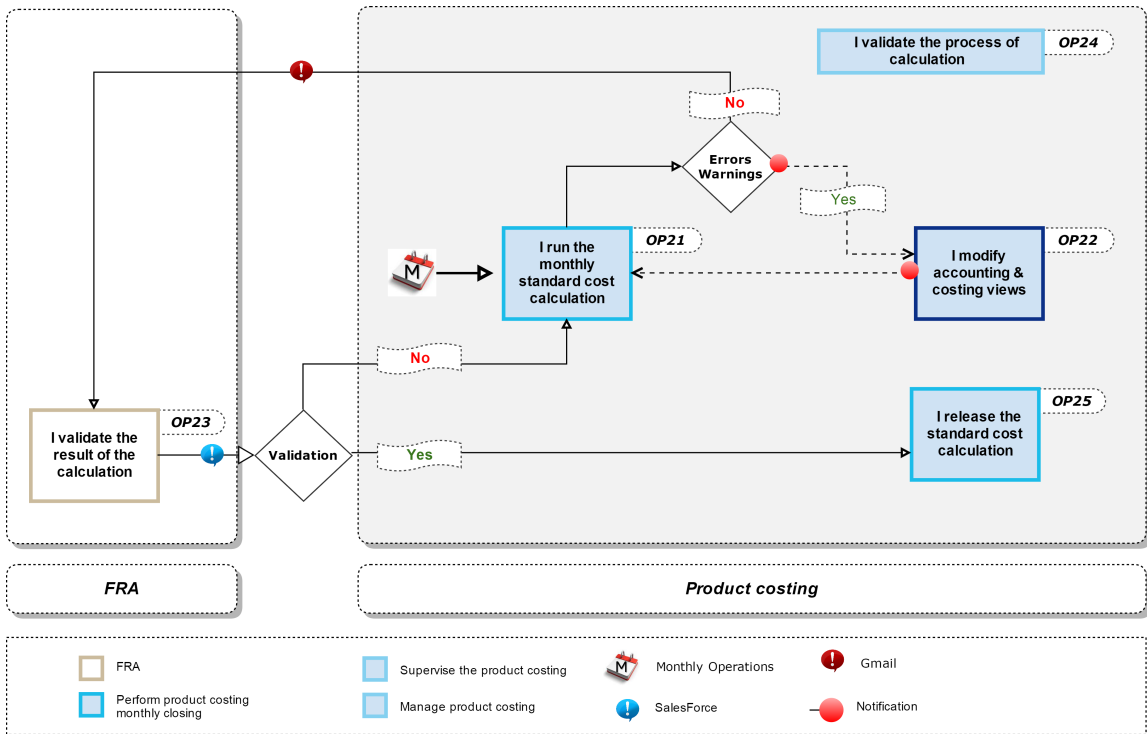 I validate the process of
calculation
OP24
No
Errors
Warnings
Yes
I run the
monthly
standard cost
calculation
OP21
I modify
accounting &
costing views
OP22
M
No
I validate the
result of the
calculation
OP23
Validation
Yes
I release the
standard cost
calculation
OP25
FRA
Product costing
FRA
Supervise the product costing
M
Monthly Operations
Gmail
Perform product costing
monthly closing
Manage product costing
SalesForce
Notification